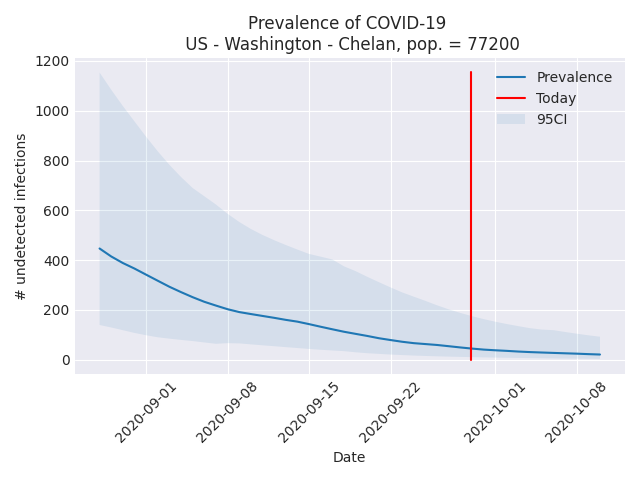 Prevalence of COVID-19
US - Washington - Chelan, pop. = 77200
1200
1000
800
600
400
200
0
# undetected infections
Prevalence
Today
95CI
2020-09-01
2020-09-08
2020-09-15
2020-09-22
2020-10-01
2020-10-08
Date